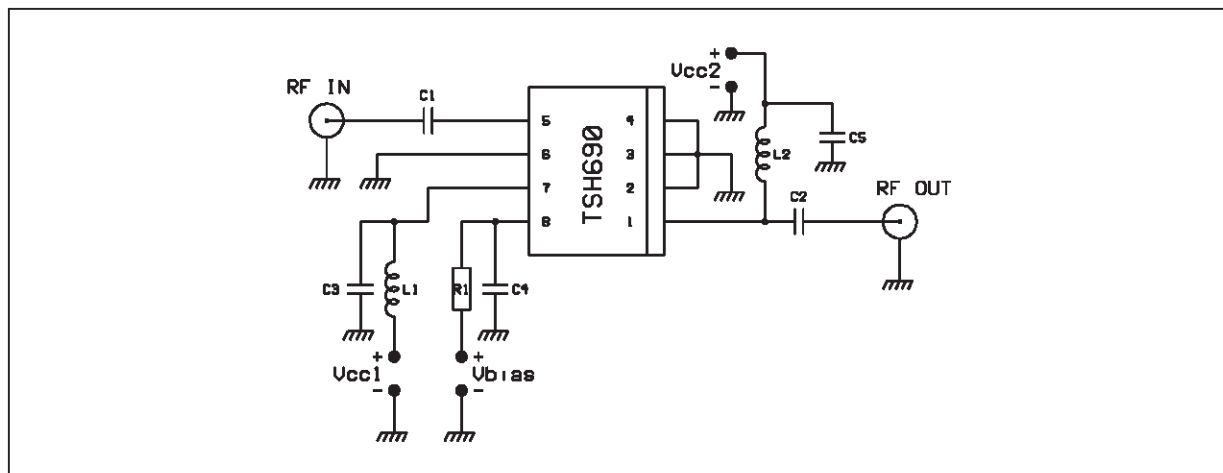 RF IN
C1
5
6
7
8
TSH690
4
3
2
1
+
Vcc2
-
L2
C5
C2
RF OUT
C3
L1
R1
C4
+
Vcc1
-
+
Vbias
-